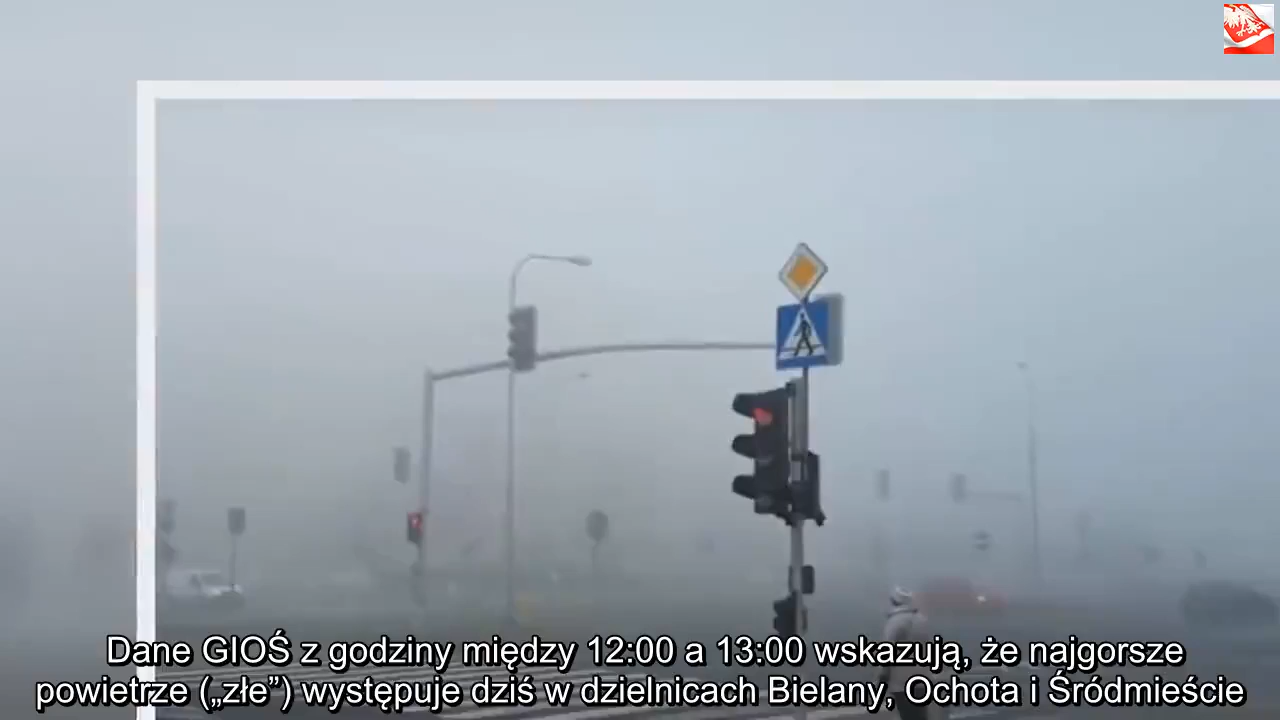 Dane GIOŚ z godziny między 12:00 a 13:00 wskazują, że najgorsze
powietrze („złe”) występuje dziś w dzielnicach Bielany, Ochota i Śródmieście